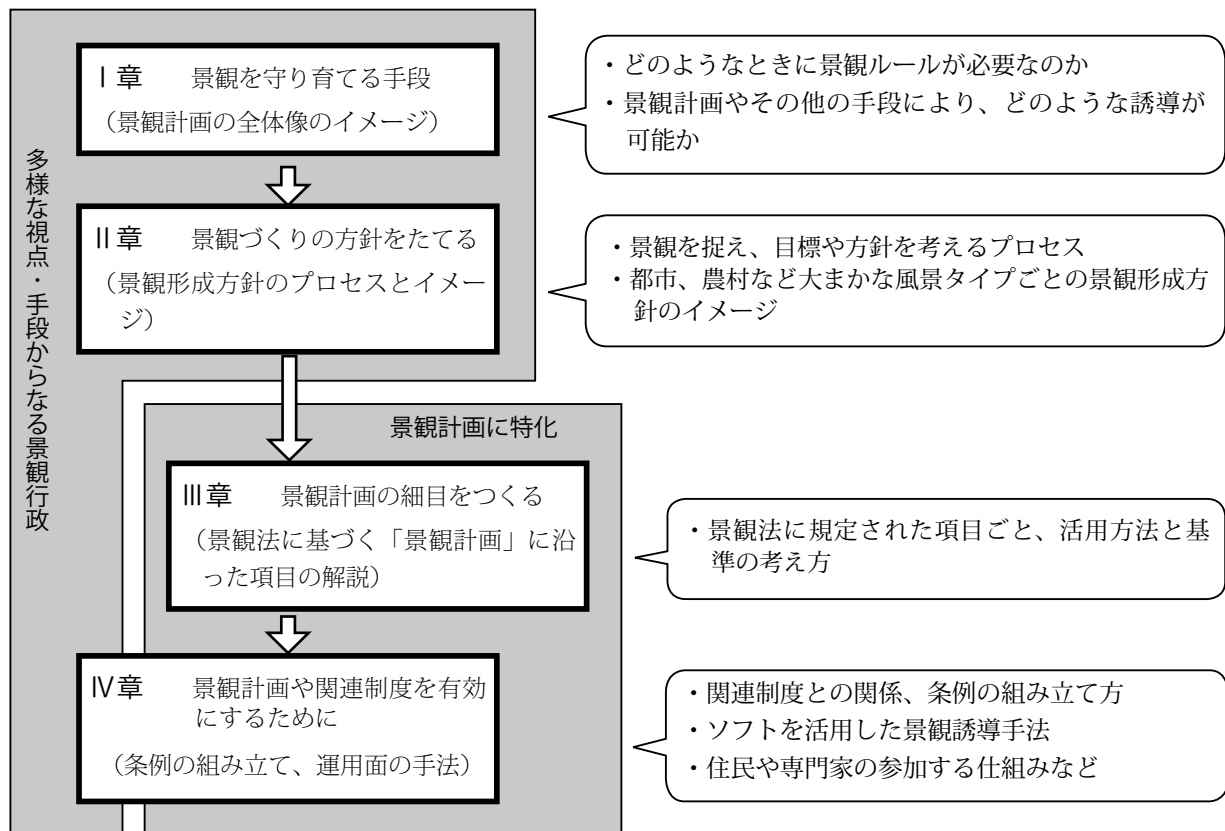 多様な視点・手段からなる景観行政
Ⅰ章　景観を守り育てる手段
（景観計画の全体像のイメージ）
・どのようなときに景観ルールが必要なのか
・景観計画やその他の手段により、どのような誘導が
可能か
Ⅱ章　景観づくりの方針をたてる
（景観形成方針のプロセスとイメー
ジ）
・景観を捉え、目標や方針を考えるプロセス
・都市、農村など大まかな風景タイプごとの景観形成方
針のイメージ
景観計画に特化
Ⅲ章　景観計画の細目をつくる
（景観法に基づく「景観計画」に沿
った項目の解説）
・景観法に規定された項目ごと、活用方法と基
準の考え方
Ⅳ章　景観計画や関連制度を有効
にするために
（条例の組み立て、運用面の手法）
・関連制度との関係、条例の組み立て方
・ソフトを活用した景観誘導手法
・住民や専門家の参加する仕組みなど